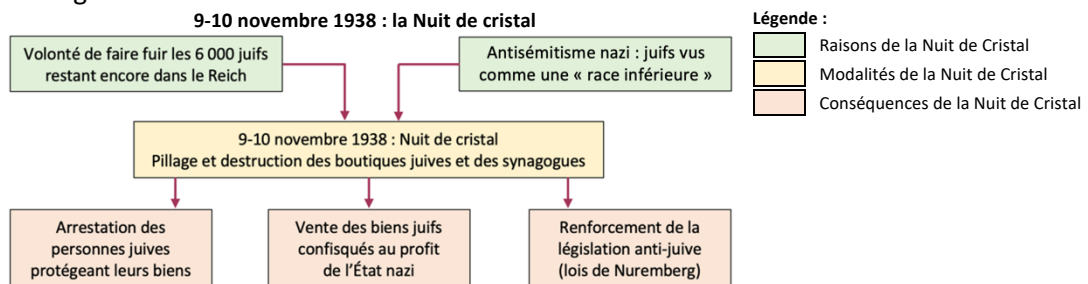 9-10 novembre 1938 : la Nuit de cristal
Volonté de faire fuir les 6 000 juifs
restant encore dans le Reich
Antisémitisme nazi : juifs vus
comme une « race inférieure »
9-10 novembre 1938 : Nuit de cristal
Pillage et destruction des boutiques juives et des synagogues
Arrestation des
personnes juives
protégeant leurs biens
Vente des biens juifs
confisqués au profit
de l’État nazi
Renforcement de la
législation anti-juive
(lois de Nuremberg)
Légende :
Raisons de la Nuit de Cristal
Modalités de la Nuit de Cristal
Conséquences de la Nuit de Cristal